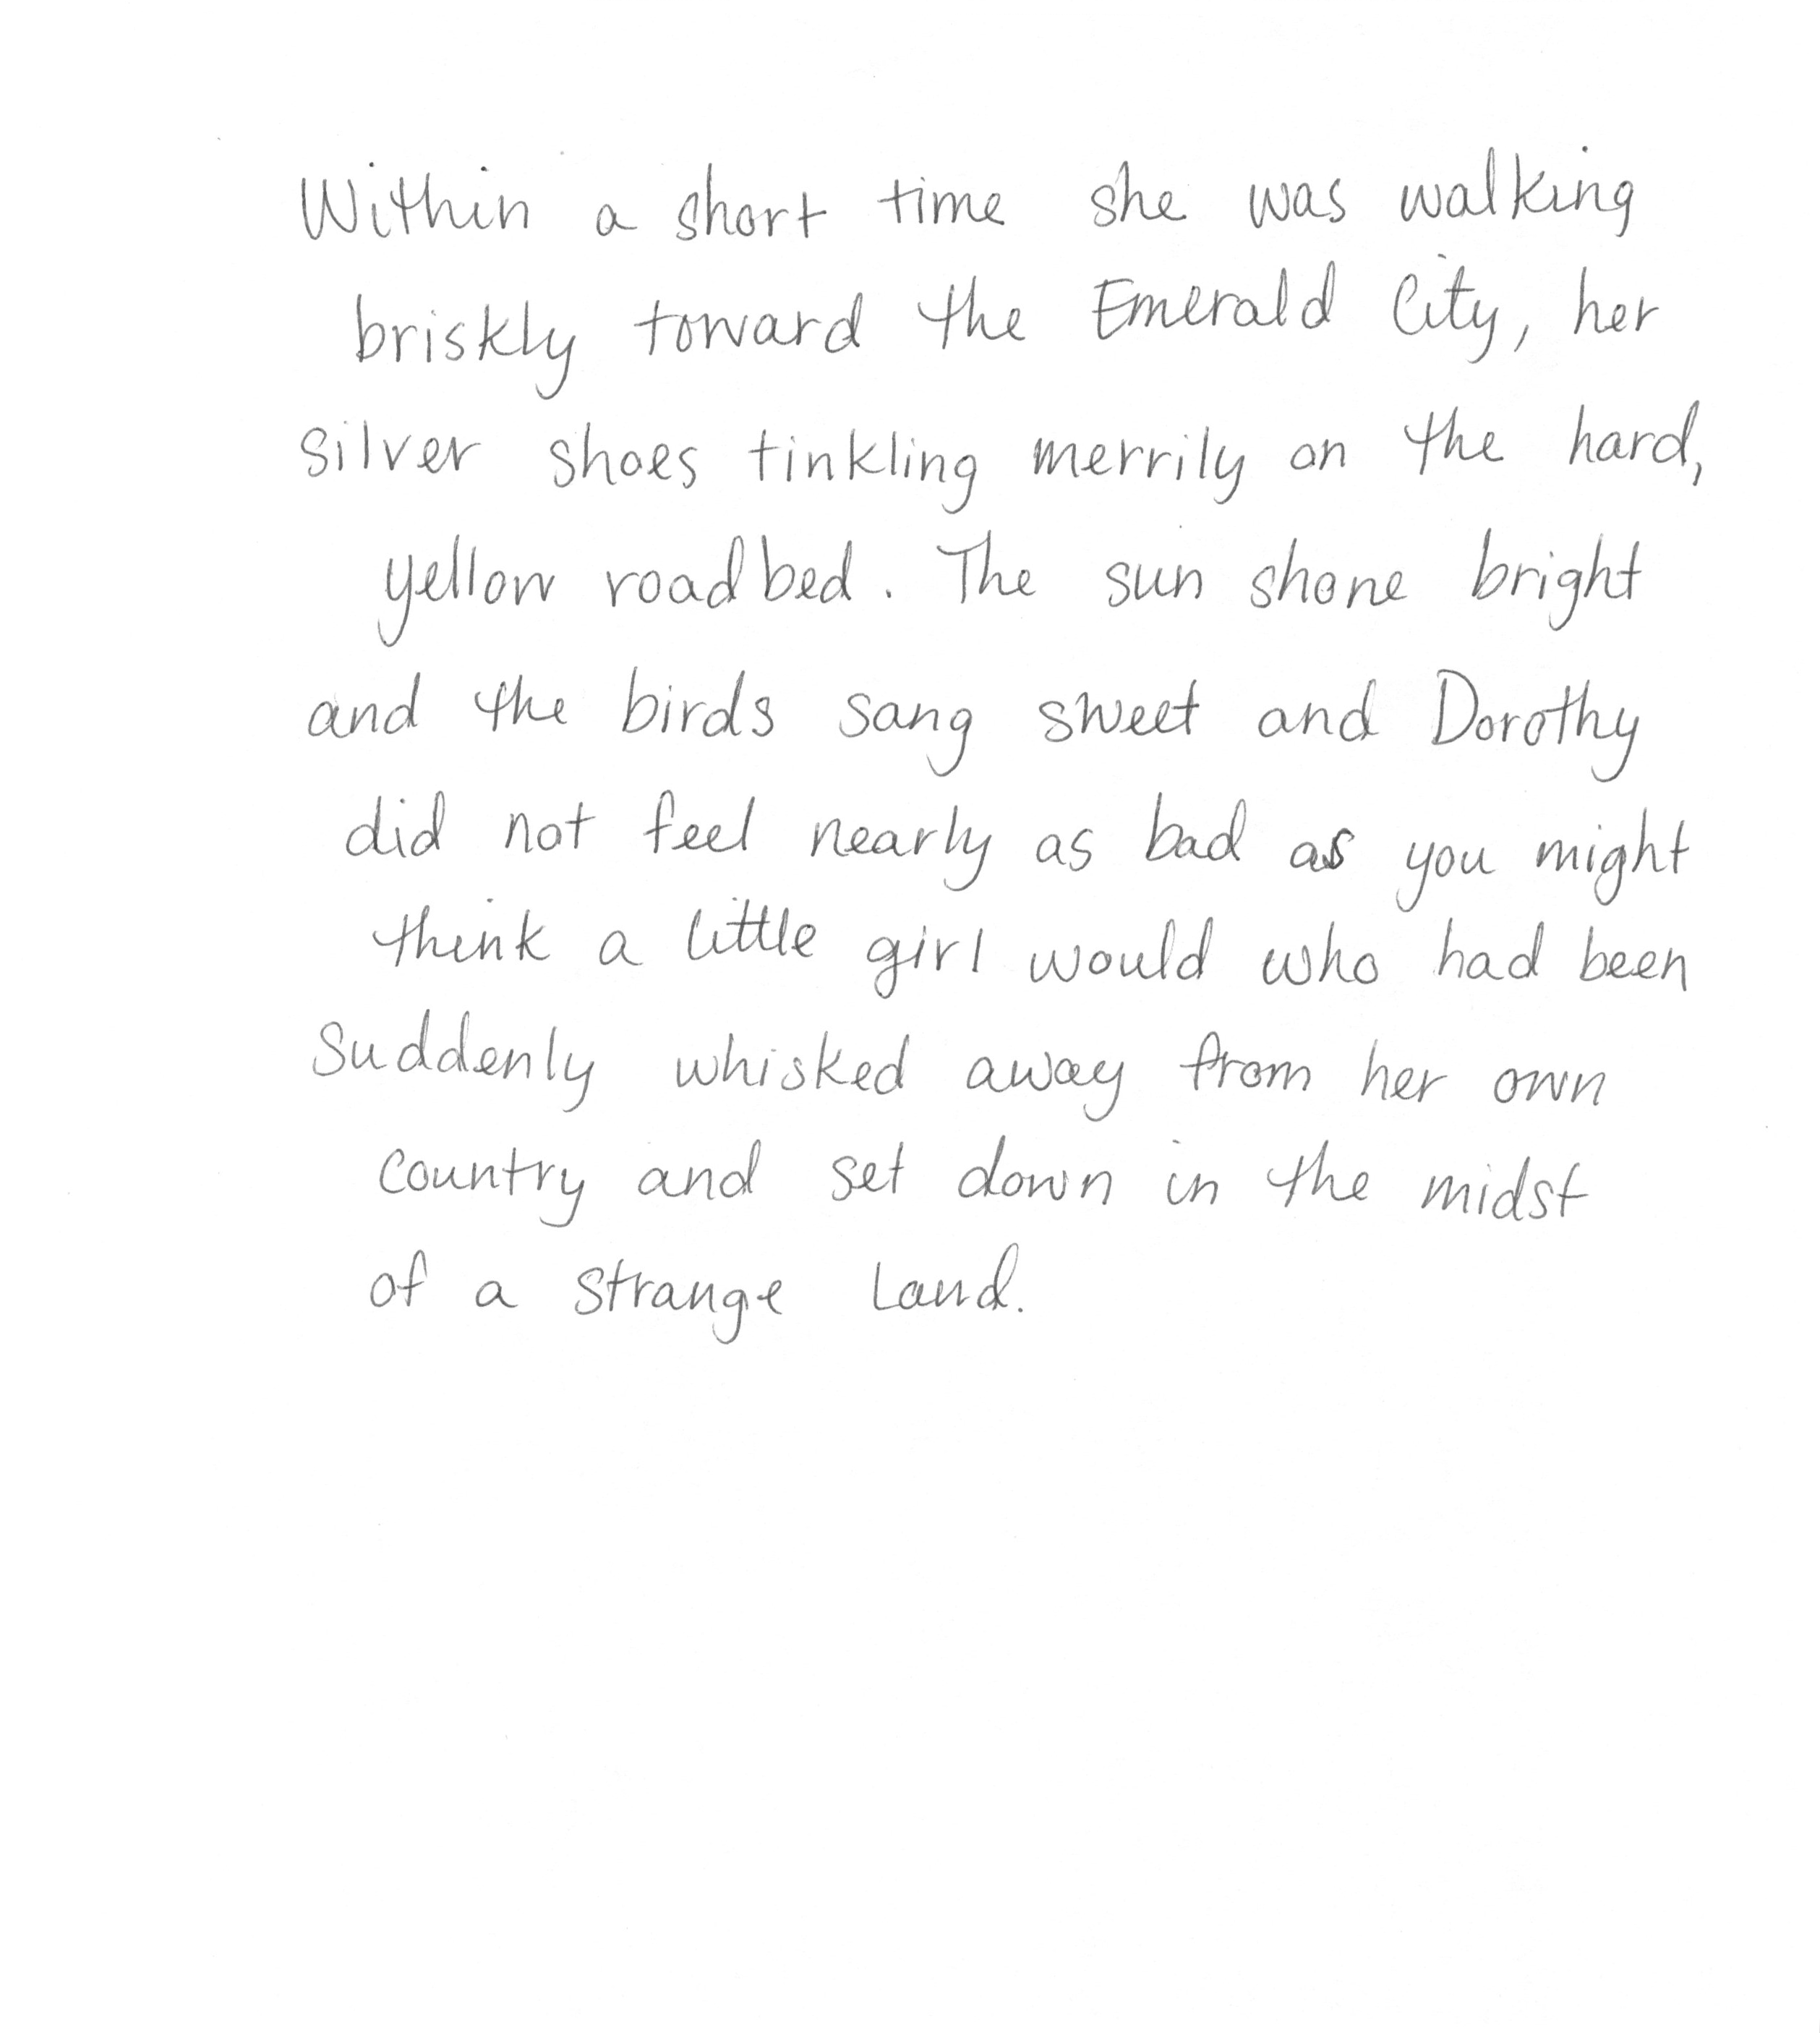 Within a short time she was walking
briskly toward the Emerald City, her
silver shoes tinkling merrily on the hard,
yellow roadbed. The sun shone bright
and the birds sang sweet and Dorothy
did not feel nearly as bad as you might
think a little girl would who had been
suddenly whisked away from her own
country and set down in the midst
of a strange land.